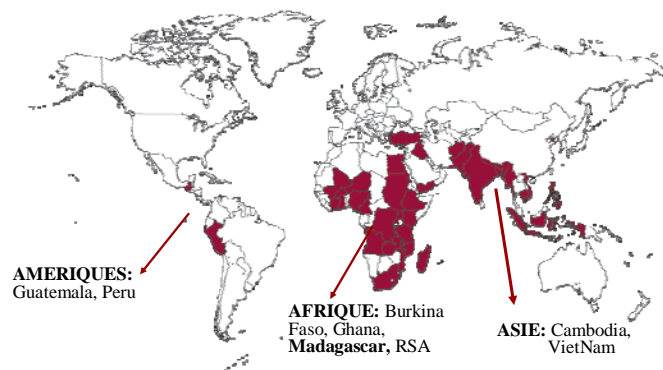 AMERIQUES:
Guatemala, Peru
AFRIQUE: Burkina
Faso, Ghana,
Madagascar, RSA
ASIE: Cambodia,
VietNam